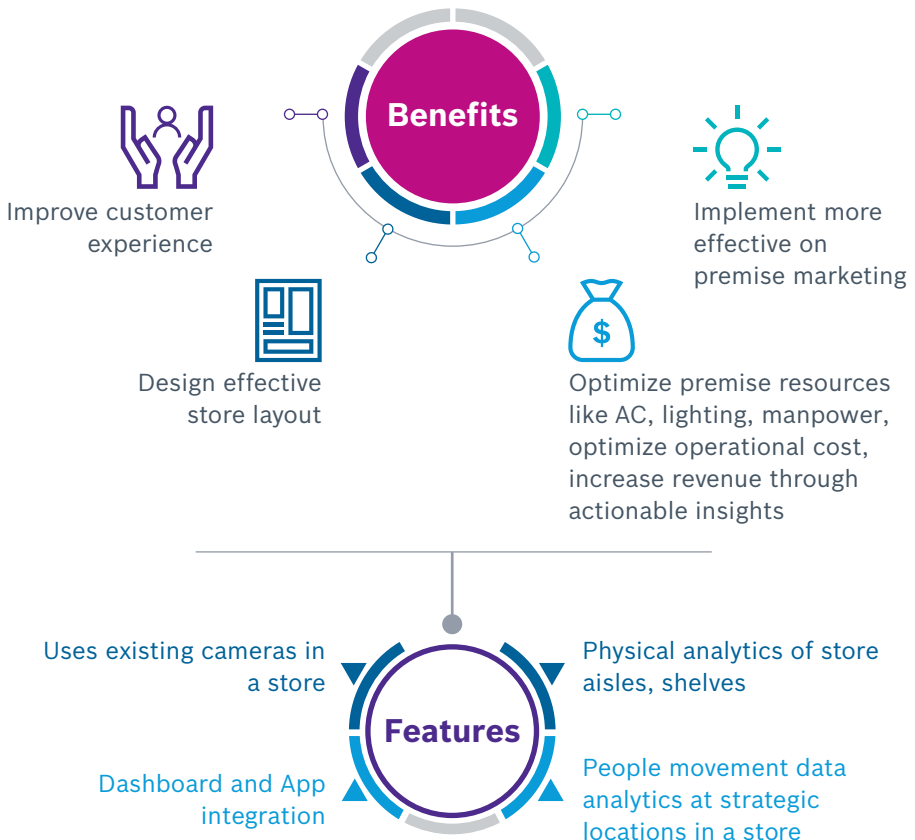 Benefits
Improve customer
experience
Implement more
effective on
premise marketing
Design effective
store layout
$
Optimize premise resources
like AC, lighting, manpower,
optimize operational cost,
increase revenue through
actionable insights
Uses existing cameras in
a store
Physical analytics of store
aisles, shelves
Features
Dashboard and App
integration
People movement data
analytics at strategic
locations in a store